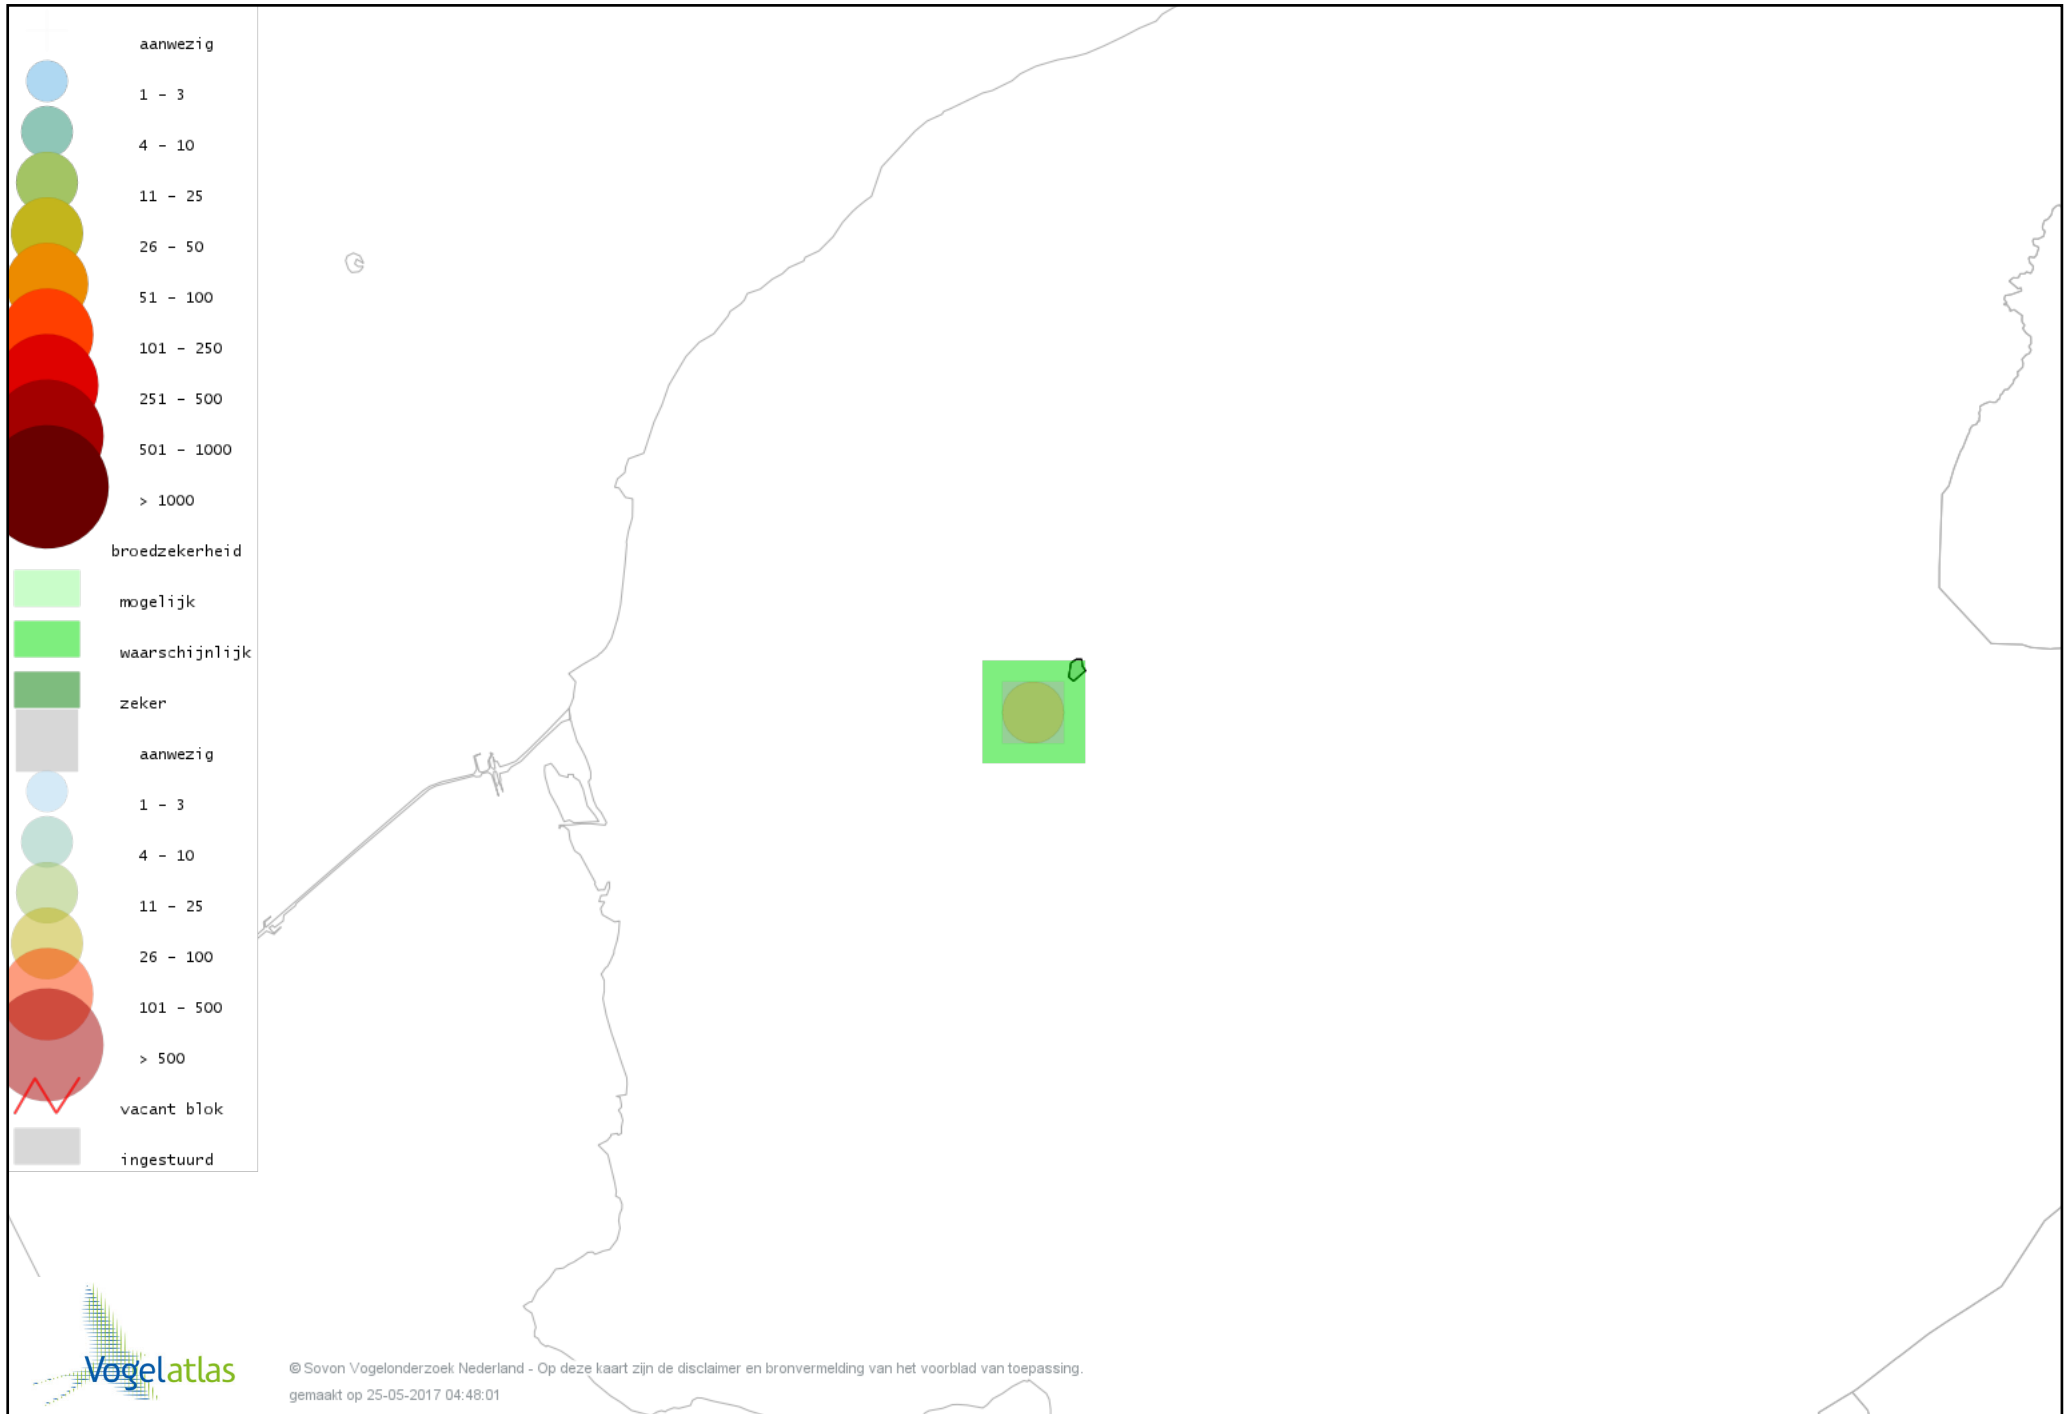 aanwezig
1 - 3
4 - 10
11 - 25
26 - 50
51 - 100
101 - 250
251 - 500
501 - 1000
> 1000
broedzekerheid
mogelijk
waarschijnlijk
zeker
aanwezig
1 - 3
4 - 10
11 - 25
26 - 100
101 - 500
> 500
vacant blok
ingestuurd
Vogelatlas
© Sovon Vogelonderzoek Nederland - Op deze kaart zijn de disclaimer en bronvermelding van het voorblad van toepassing.
gemaakt op 25-05-2017 04:48:01